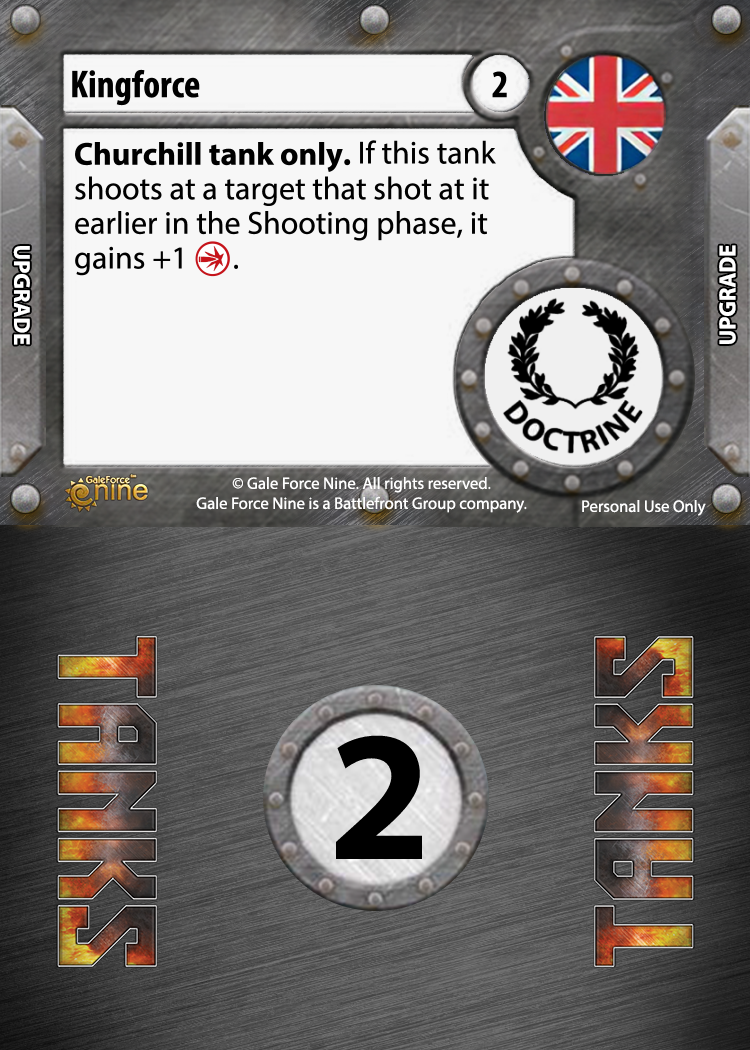 Kingforce
2
Churchill tank only. If this tank
shoots at a target that shot at it
earlier in the Shooting phase, it
gains +1 .
UPGRADE
UPGRADE
DOCTRINE
GaleForce™
nine
© Gale Force Nine. All rights reserved.
Gale Force Nine is a Battlefront Group company.
Personal Use Only
TANKS
2
TANKS